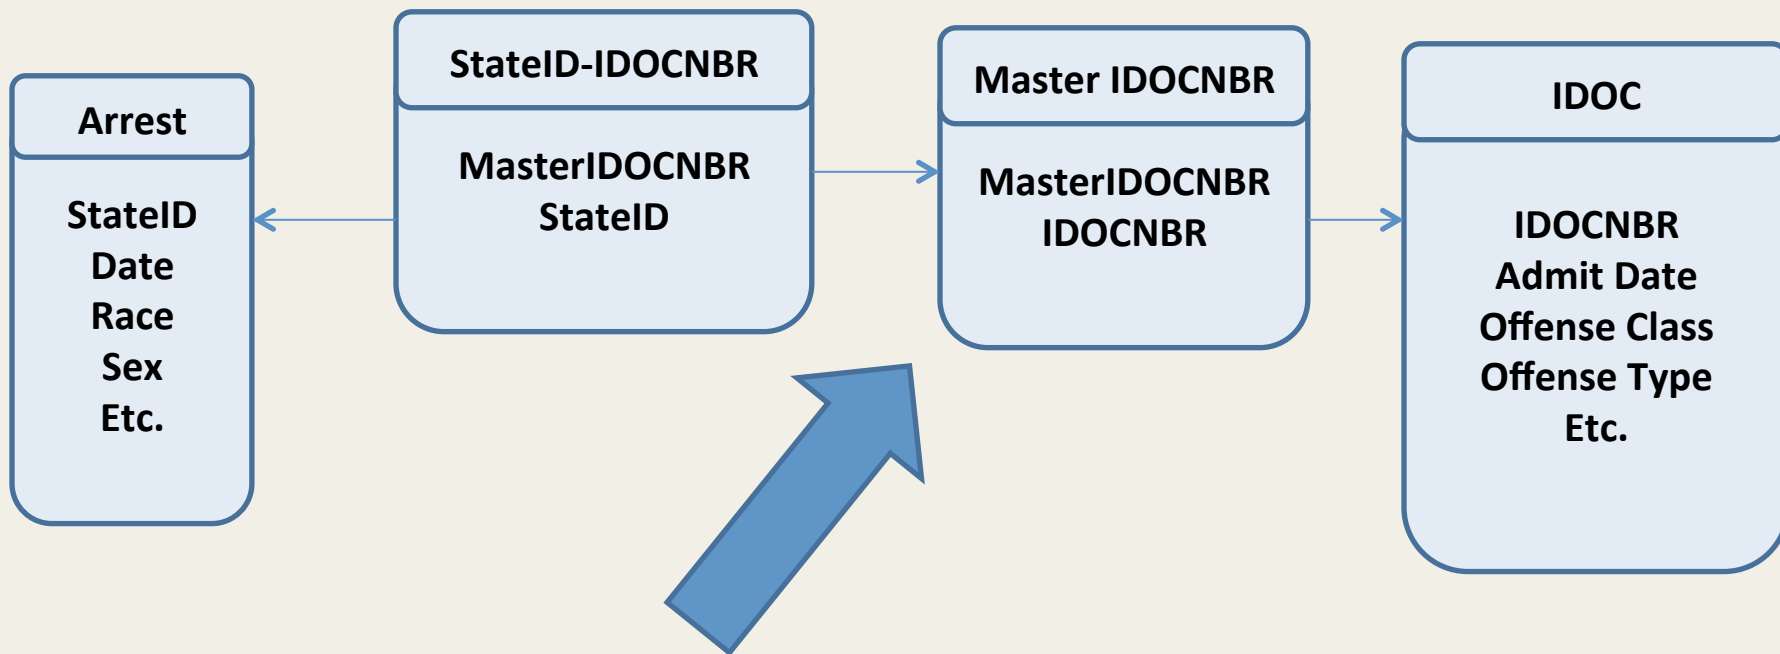 Arrest
StateID
Date
Race
Sex
Etc.
StateID-IDOCNBR
MasterIDOCNBR
StateID
Master IDOCNBR
MasterIDOCNBR
IDOCNBR
IDOC
IDOCNBR
Admit Date
Offense Class
Offense Type
Etc.